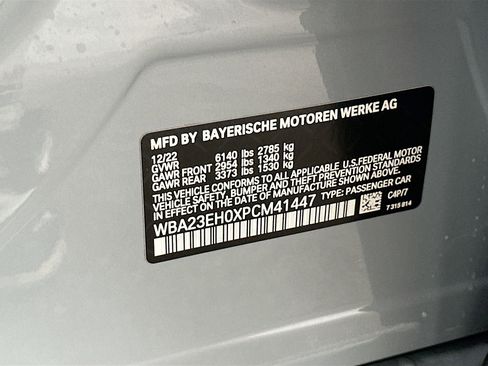 MFD BY BAYERISCHE MOTOREN WERKE AG
12/22
GVWR 6140 lbs 2785 kg
GAWR FRONT 2954 lbs 1340 kg
GAWR REAR 3373 lbs 1530 kg
THIS VEHICLE CONFORMS TO ALL APPLICABLE U.S. FEDERAL MOTOR
VEHICLE SAFETY, BUMPER, AND THEFT PREVENTION STANDARDS
IN EFFECT ON THE DATE OF MANUFACTURE SHOWN ABOVE.
WBA23EH0XPCM41447 TYPE: PASSENGER CAR
C4P/7
7 315 814